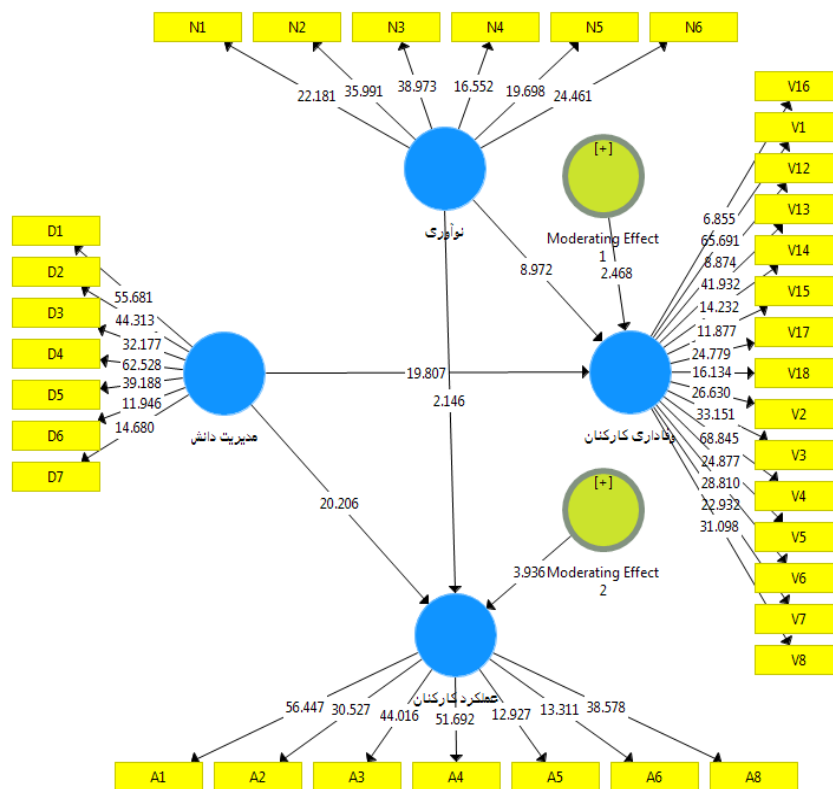 N1
N2
N3
N4
N5
N6
22.181
35.991
38.973
16.552
19.698
24.461
نوآوری
[+]
Moderating Effect
1
8.972
2.468
V16
V1
V12
V13
V14
V15
V17
V18
V2
V3
V4
V5
V6
V7
V8
6.855
65.691
8.874
41.932
14.232
11.877
24.779
16.134
26.630
33.151
68.845
24.877
28.810
22.932
31.098
وفاداری کارکنان
D1
D2
D3
D4
D5
D6
D7
55.681
44.313
32.177
62.528
39.188
11.946
14.680
مدیریت دانش
19.807
2.146
20.206
[+]
Moderating Effect
2
3.936
عملکرد کارکنان
56.447
30.527
44.016
51.692
12.927
13.311
38.578
A1
A2
A3
A4
A5
A6
A8